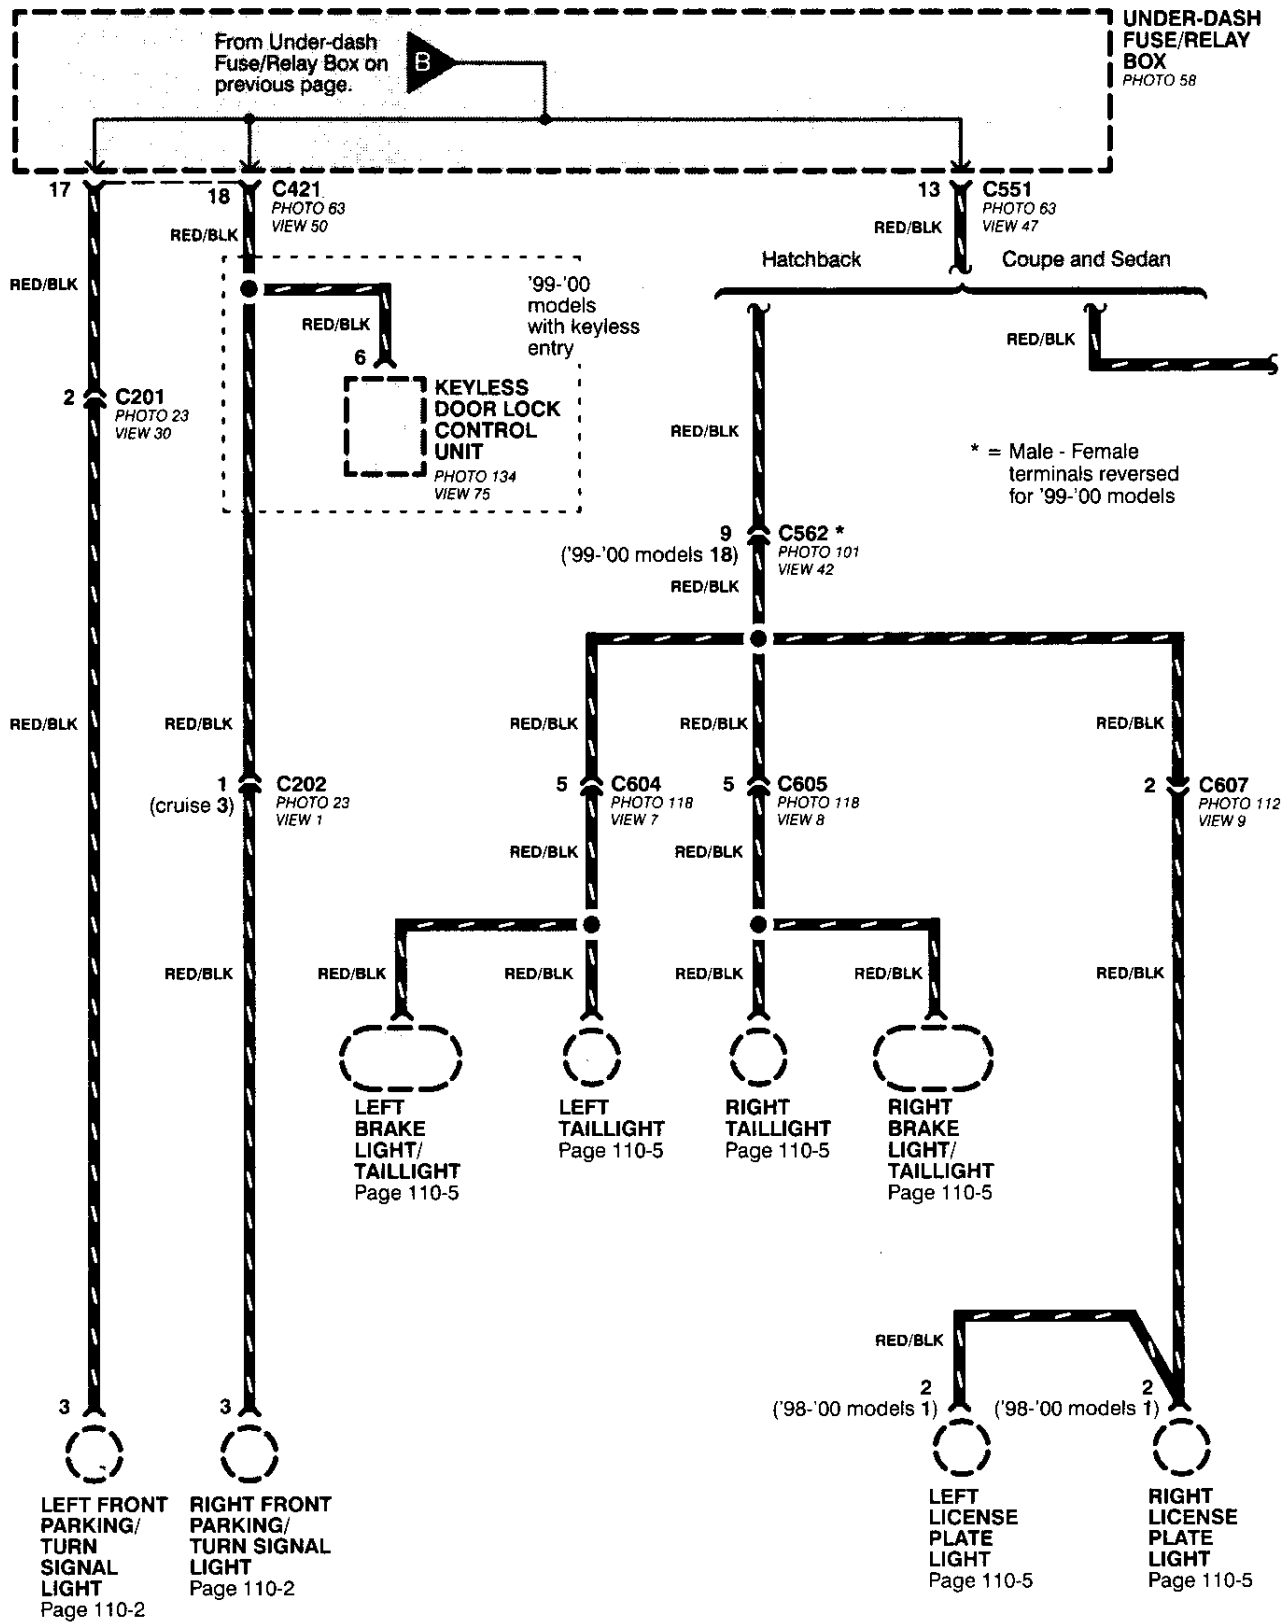 From Under-dash
Fuse/Relay Box on
previous page.
B
UNDER-DASH
FUSE/RELAY
BOX
PHOTO 58
17
18
C421
PHOTO 63
VIEW 50
13
C551
PHOTO 63
VIEW 47
RED/BLK
RED/BLK
RED/BLK
Hatchback
Coupe and Sedan
'99-'00
models
with keyless
entry
RED/BLK
6
KEYLESS
DOOR LOCK
CONTROL
UNIT
PHOTO 134
VIEW 75
RED/BLK
2
C201
PHOTO 23
VIEW 30
RED/BLK
* = Male - Female
terminals reversed
for '99-'00 models
9
('99-'00 models 18)
C562 *
PHOTO 101
VIEW 42
RED/BLK
RED/BLK
RED/BLK
RED/BLK
RED/BLK
RED/BLK
1
(cruise 3)
C202
PHOTO 23
VIEW 1
5
C604
PHOTO 118
VIEW 7
5
C605
PHOTO 118
VIEW 8
2
C607
PHOTO 112
VIEW 9
RED/BLK
RED/BLK
RED/BLK
RED/BLK
RED/BLK
RED/BLK
RED/BLK
RED/BLK
LEFT
BRAKE
LIGHT/
TAILLIGHT
Page 110-5
LEFT
TAILLIGHT
Page 110-5
RIGHT
TAILLIGHT
Page 110-5
RIGHT
BRAKE
LIGHT/
TAILLIGHT
Page 110-5
RED/BLK
3
3
2
('98-'00 models 1)
2
('98-'00 models 1)
LEFT FRONT
PARKING/
TURN
SIGNAL
LIGHT
Page 110-2
RIGHT FRONT
PARKING/
TURN SIGNAL
LIGHT
Page 110-2
LEFT
LICENSE
PLATE
LIGHT
Page 110-5
RIGHT
LICENSE
PLATE
LIGHT
Page 110-5